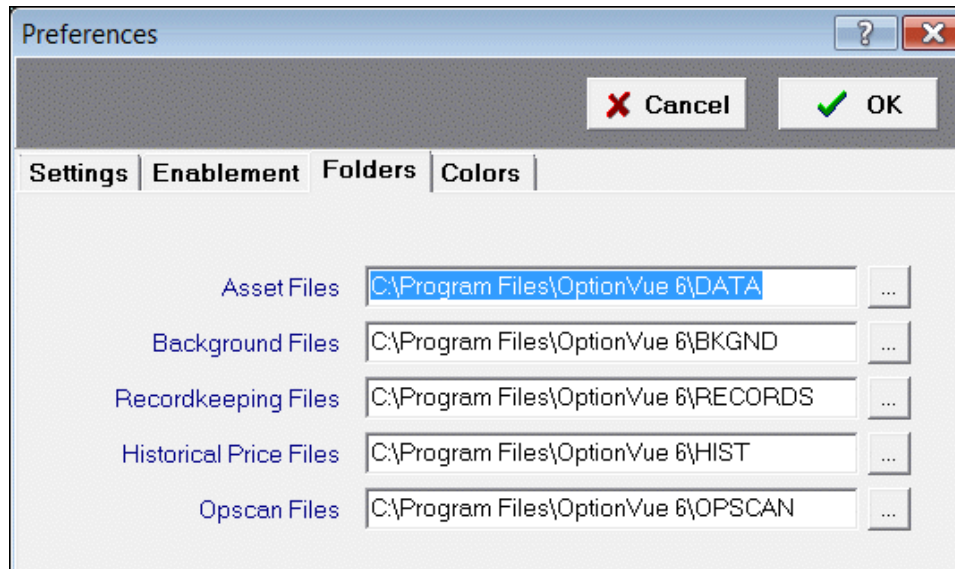 Preferences
Cancel OK
Settings Enablement Folders Colors
Asset Files C:\Program Files\OptionVue 6\DATA ...
Background Files C:\Program Files\OptionVue 6\BKGND ...
Recordkeeping Files C:\Program Files\OptionVue 6\RECORDS ...
Historical Price Files C:\Program Files\OptionVue 6\HIST ...
Opscan Files C:\Program Files\OptionVue 6\OPSCAN ...